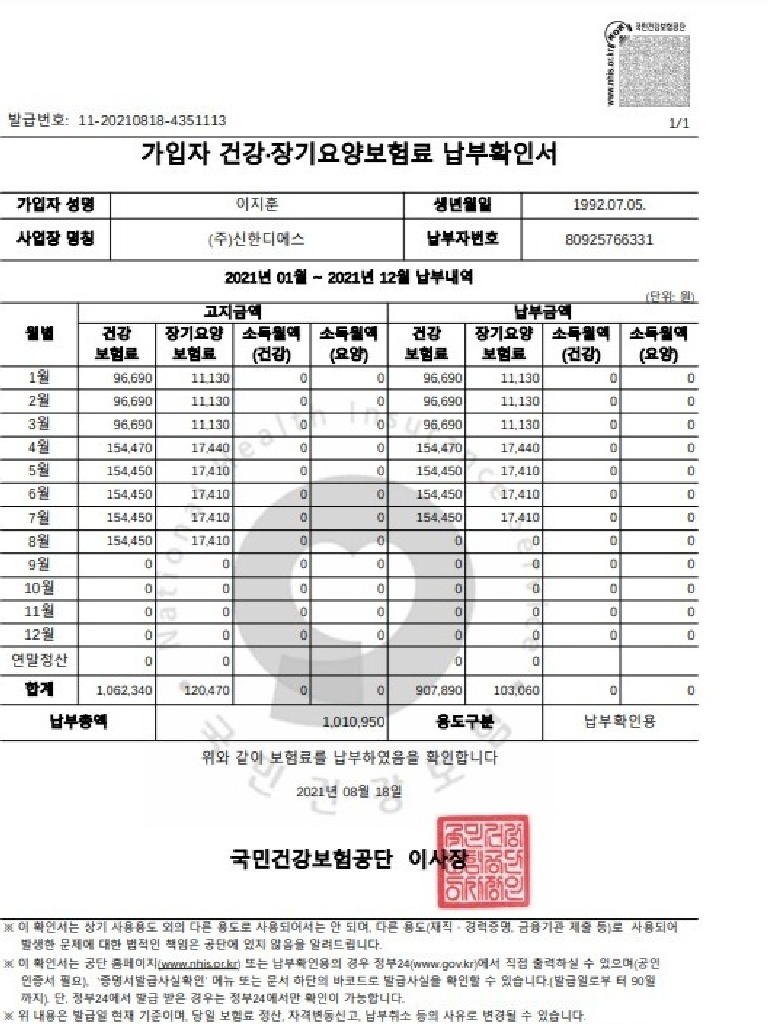 국민건강보험공단
www.nhis.or.kr
발급번호: 11-20210818-4351113
1/1
가입자 건강·장기요양보험료 납부확인서
가입자 성명 이지훈 생년월일 1992.07.05.
사업장 명칭 (주)신한디에스 납부자번호 80925766331
2021년 01월 ~ 2021년 12월 납부내역
(단위: 원)
월별 고지금액 납부금액
건강 장기요양 소득월액 소득월액 건강 장기요양 소득월액 소득월액
보험료 보험료 (건강) (요양) 보험료 보험료 (건강) (요양)
1월 96,690 11,130 0 0 96,690 11,130 0 0
2월 96,690 11,130 0 0 96,690 11,130 0 0
3월 96,690 11,130 0 0 96,690 11,130 0 0
4월 154,470 17,440 0 0 154,470 17,440 0 0
5월 154,450 17,410 0 0 154,450 17,410 0 0
6월 154,450 17,410 0 0 154,450 17,410 0 0
7월 154,450 17,410 0 0 154,450 17,410 0 0
8월 154,450 17,410 0 0 0 0 0 0
9월 0 0 0 0 0 0 0 0
10월 0 0 0 0 0 0 0 0
11월 0 0 0 0 0 0 0 0
12월 0 0 0 0 0 0 0 0
연말정산 0 0 0 0
합계 1,062,340 120,470 0 0 907,890 103,060 0 0
납부총액 1,010,950 용도구분 납부확인용
National Health Insurance Service
국민건강보험
위와 같이 보험료를 납부하였음을 확인합니다
2021년 08월 18일
국민건강보험공단 이사장
※ 이 확인서는 상기 사용용도 외의 다른 용도로 사용되어서는 안 되며, 다른 용도(재직 · 경력증명, 금융기관 제출 등)로 사용되어
발생한 문제에 대한 법적인 책임은 공단에 있지 않음을 알려드립니다.
※ 이 확인서는 공단 홈페이지(www.nhis.or.kr) 또는 납부확인용의 경우 정부24(www.gov.kr)에서 직접 출력하실 수 있으며(공인
인증서 필요), '증명서발급사실확인' 메뉴 또는 문서 하단의 바코드로 발급사실을 확인할 수 있습니다.(발급일로부 터 90일
까지). 단, 정부24에서 발급 받은 경우는 정부24에서만 확인이 가능합니다.
※ 위 내용은 발급일 현재 기준이며, 당일 보험료 정산, 자격변동신고, 납부취소 등의 사유로 변경될 수 있습니다.